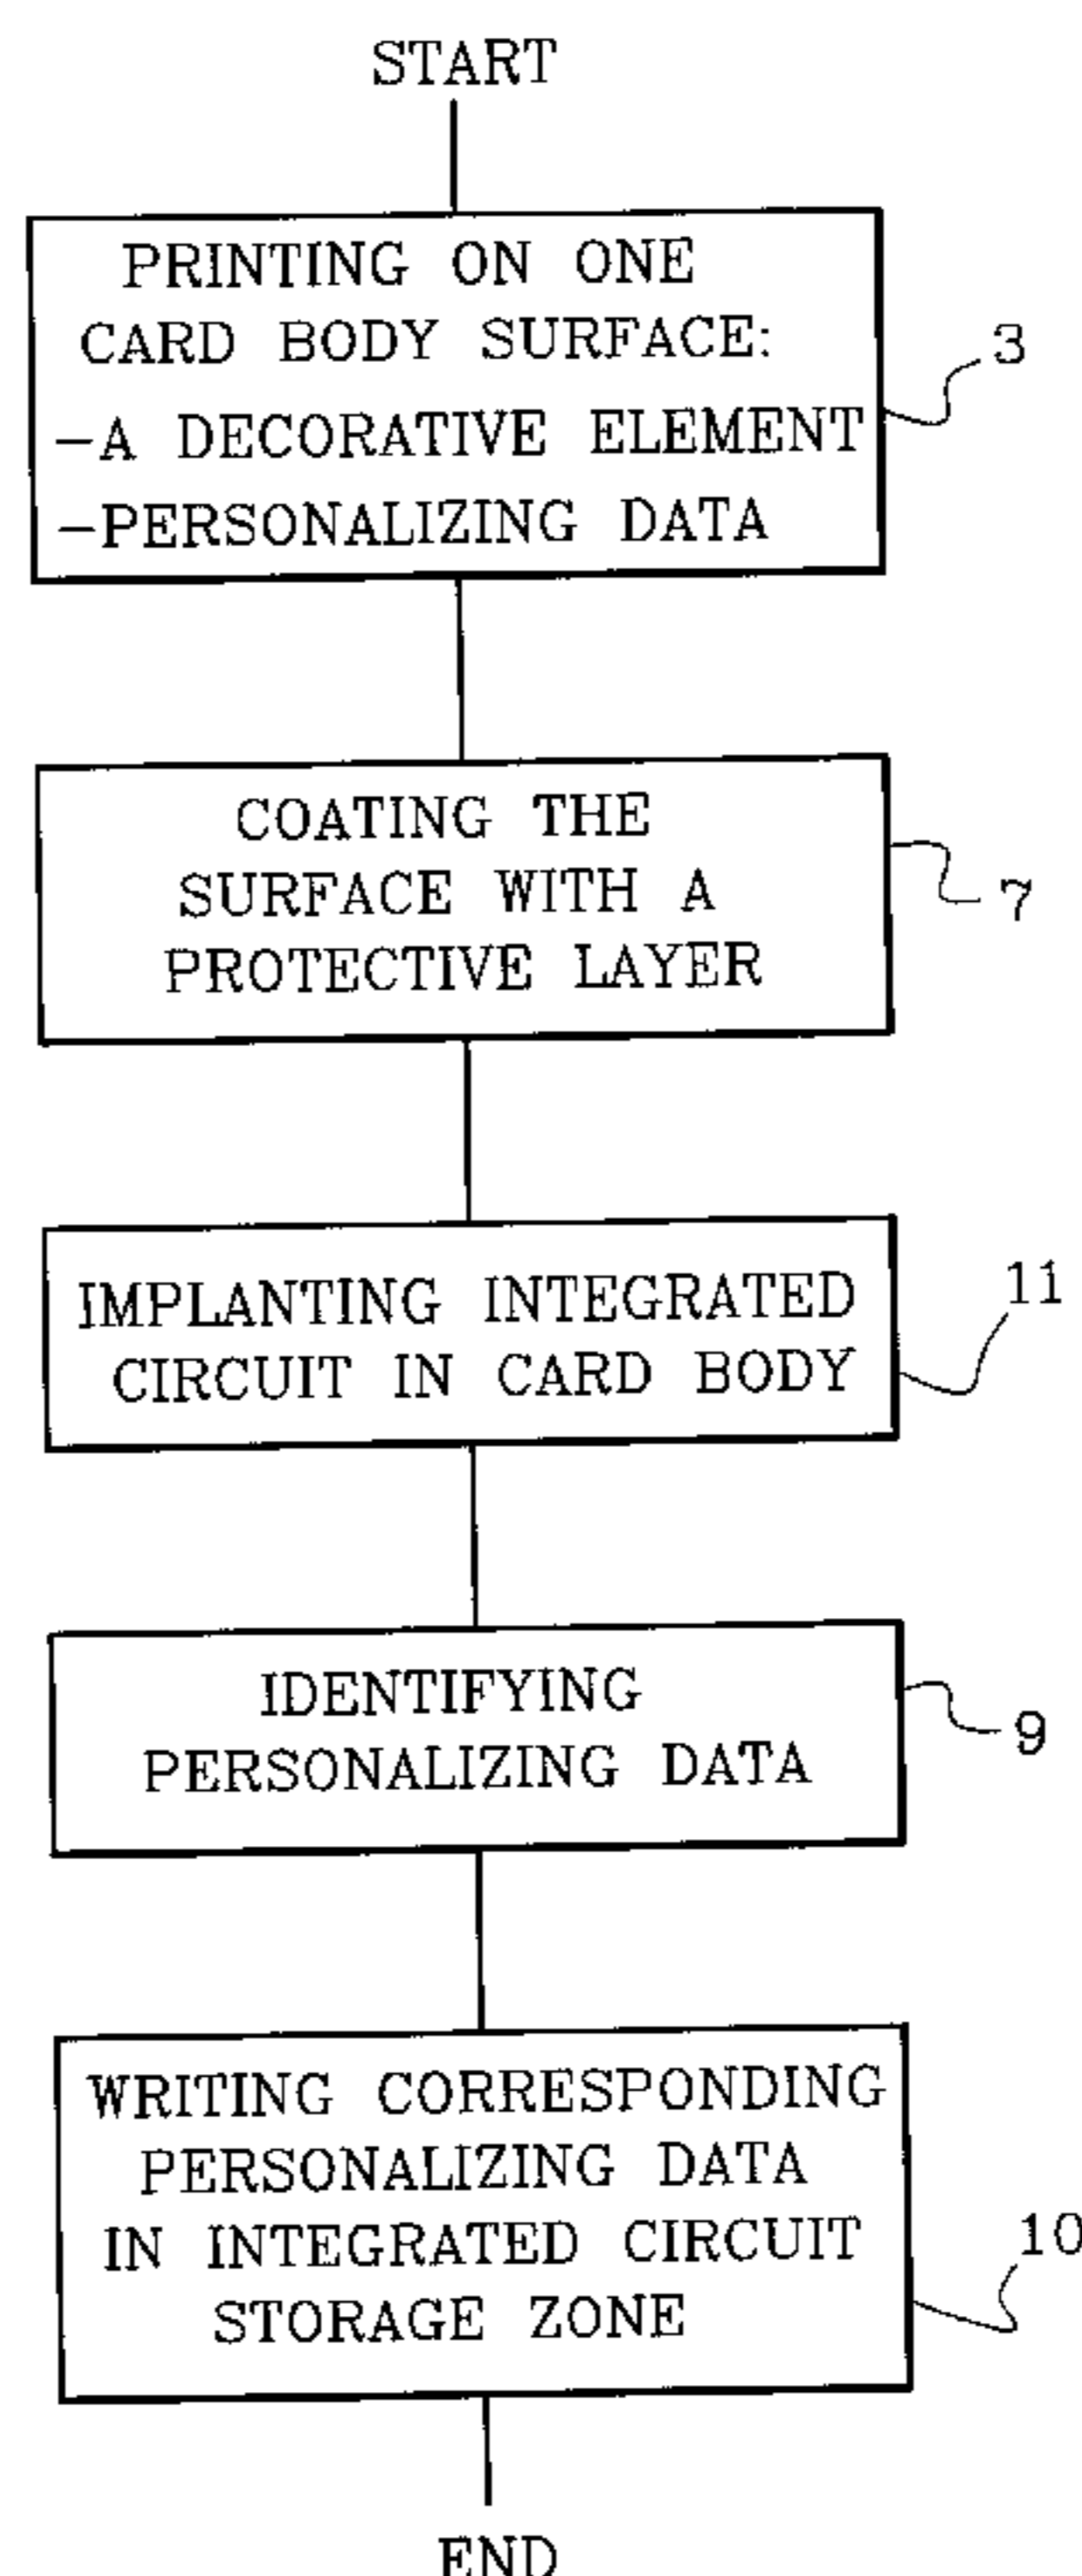 START
PRINTING ON ONE
CARD BODY SURFACE:
-A DECORATIVE ELEMENT
-PERSONALIZING DATA
3
COATING THE
SURFACE WITH A
PROTECTIVE LAYER
7
IMPLANTING INTEGRATED
CIRCUIT IN CARD BODY
11
IDENTIFYING
PERSONALIZING DATA
9
WRITING CORRESPONDING
PERSONALIZING DATA
IN INTEGRATED CIRCUIT
STORAGE ZONE
10
END